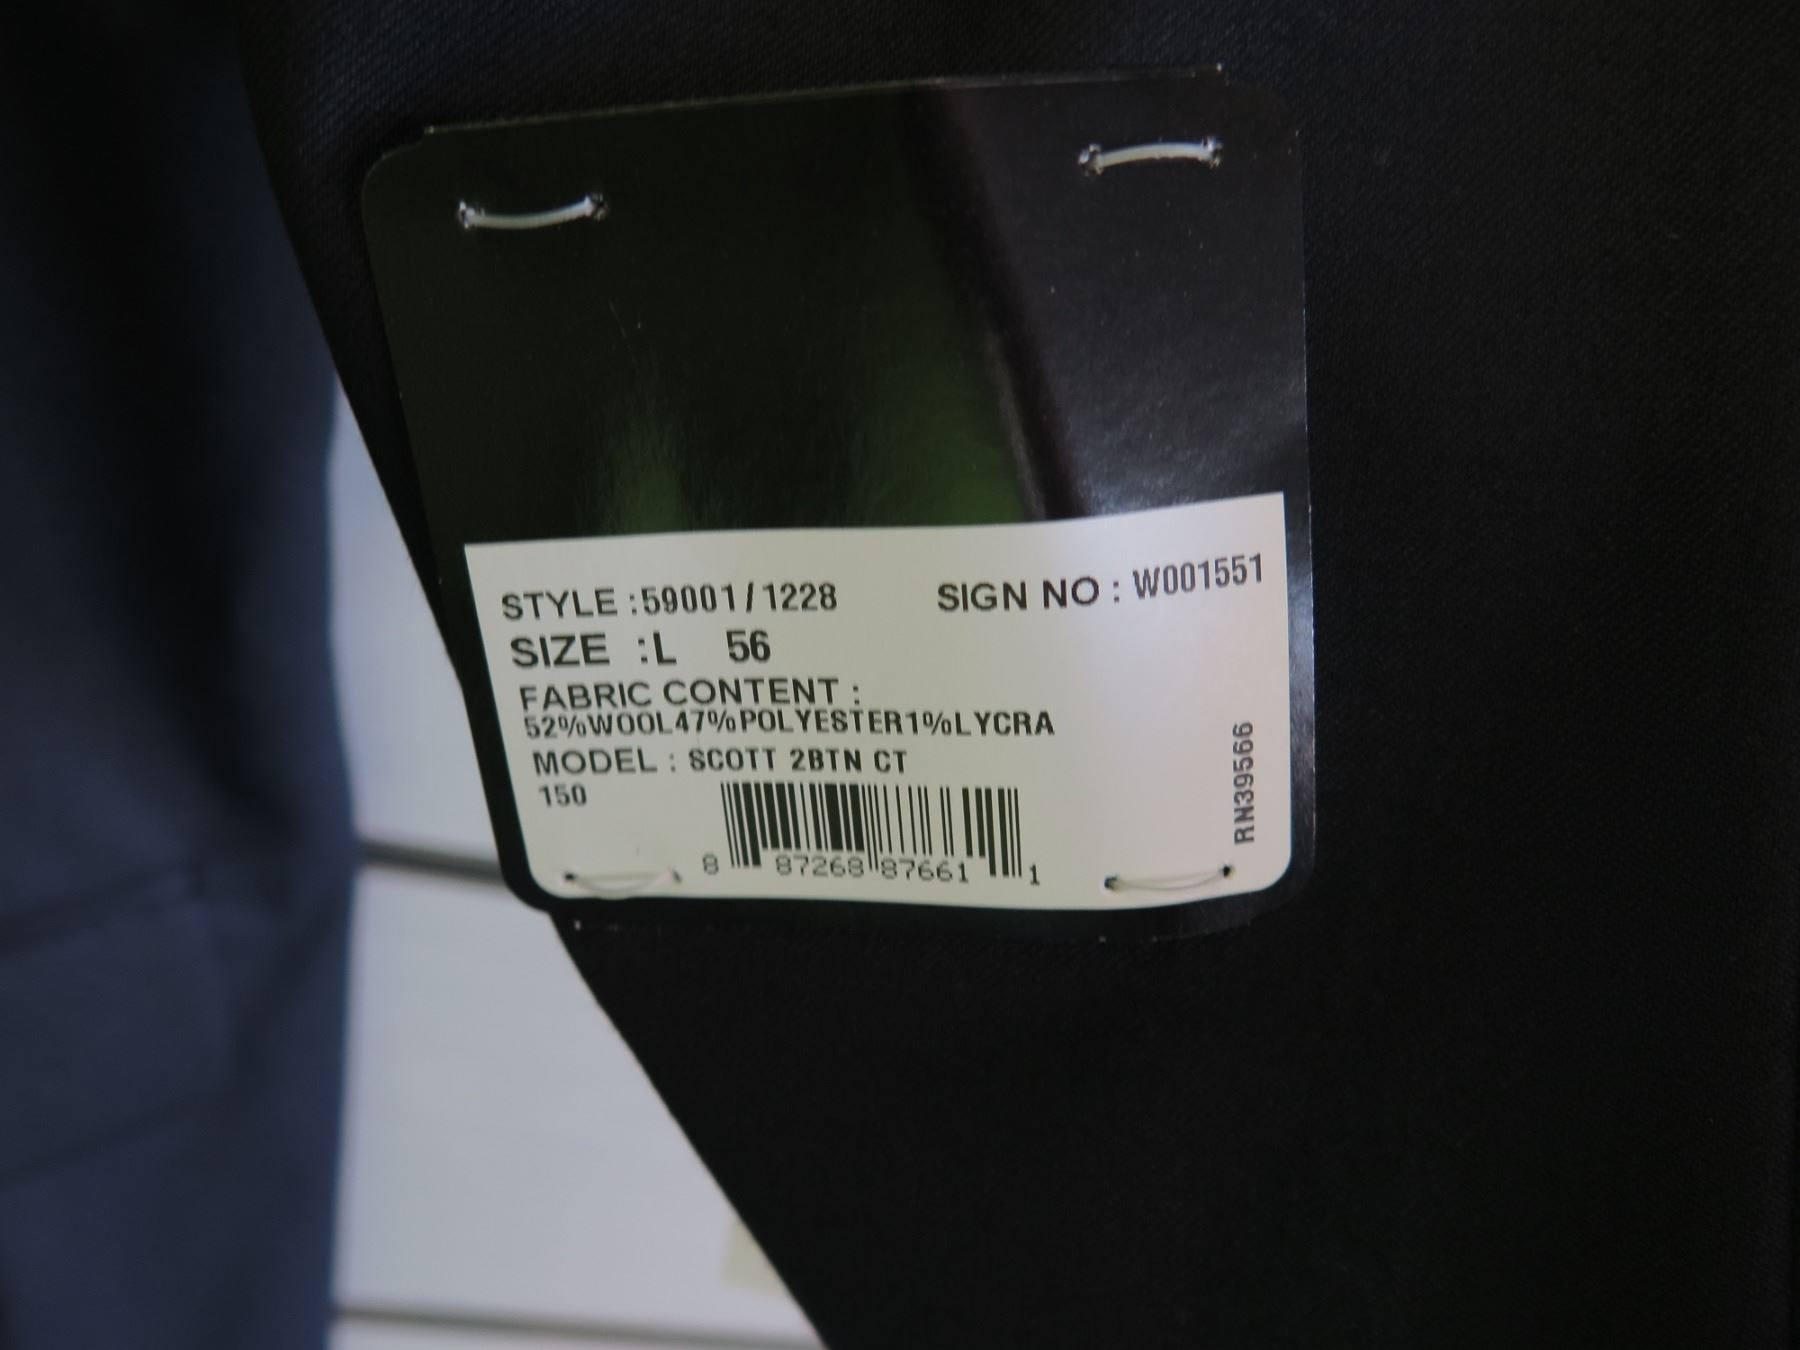 STYLE :59001/1228 SIGN NO : W001551
SIZE :L 56
FABRIC CONTENT :
52%WOOL47%POLYESTER1%LYCRA
MODEL : SCOTT 2BTN CT
150
8 87268 87661 1
RN39566